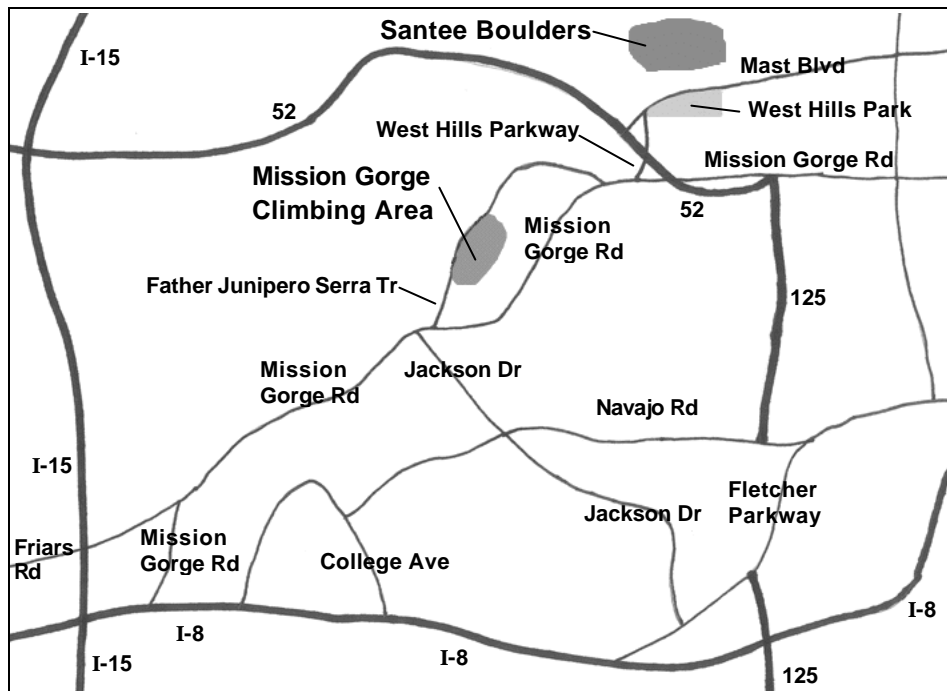 Santee Boulders
I-15
Mast Blvd
52
West Hills Park
West Hills Parkway
Mission Gorge Rd
Mission Gorge
Climbing Area
52
Mission
Gorge Rd
Father Junipero Serra Tr
125
Mission
Gorge Rd
Jackson Dr
Navajo Rd
I-15
Fletcher
Parkway
Jackson Dr
Friars
Rd
Mission
Gorge Rd
College Ave
I-8
I-8
I-8
I-15
125